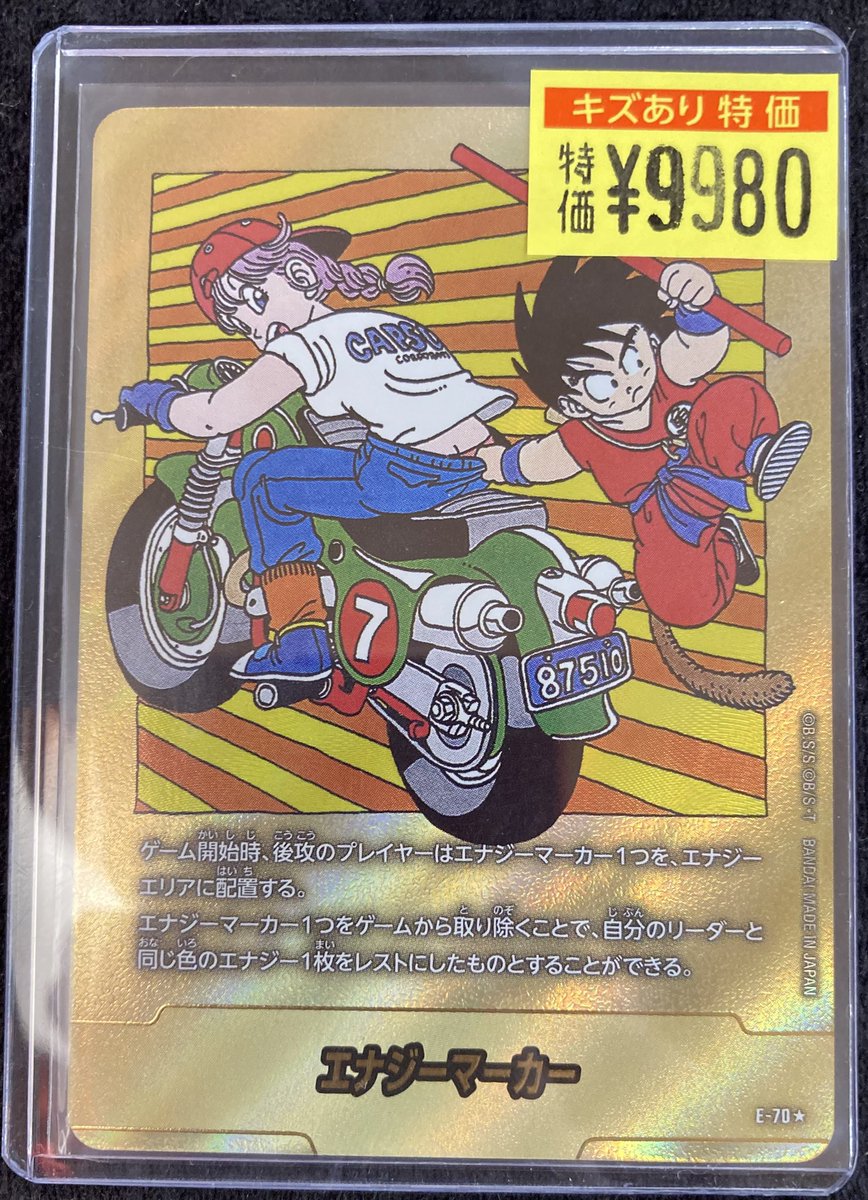 キズあり特価
特価 ¥9980
CAPSU
CORPORATI
7
87510
ゲーム開始時、後攻のプレイヤーはエナジーマーカー1つを、エナジー
エリアに配置する。
エナジーマーカー1つをゲームから取り除くことで、自分のリーダーと
同じ色のエナジー1枚をレストにしたものとすることができる。
©B.S/S ©B/S・T BANDAI MADE IN JAPAN
エナジーマーカー
E-70★